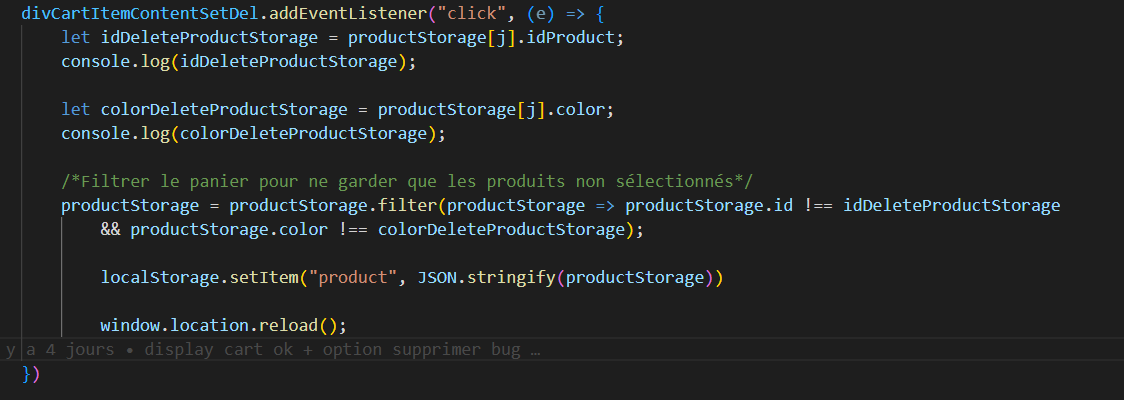 divCartItemContentSetDel.addEventListener("click", (e) => {
let idDeleteProductStorage = productStorage[j].idProduct;
console.log(idDeleteProductStorage);
let colorDeleteProductStorage = productStorage[j].color;
console.log(colorDeleteProductStorage);
/*Filtrer le panier pour ne garder que les produits non sélectionnés*/
productStorage = productStorage.filter(productStorage => productStorage.id !== idDeleteProductStorage
&& productStorage.color !== colorDeleteProductStorage);
localStorage.setItem("product", JSON.stringify(productStorage))
window.location.reload();
y a 4 jours • display cart ok + option supprimer bug …
})